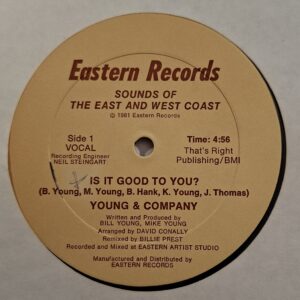 Eastern Records
SOUNDS OF
THE EAST AND WEST COAST
© 1981 Eastern Records
Side 1
VOCAL
Recording Engineer
NEIL STEINGART
Time: 4:56
That's Right
Publishing/BMI
IS IT GOOD TO YOU?
(B. Young, M. Young, B. Hank, K. Young, J. Thomas)
YOUNG & COMPANY
Written and Produced by
BILL YOUNG, MIKE YOUNG
Arranged by DAVID CONALLY
Remixed by BILLIE PREST
Recorded and Mixed at EASTERN ARTIST STUDIO
Manufactured and Distributed by
EASTERN RECORDS